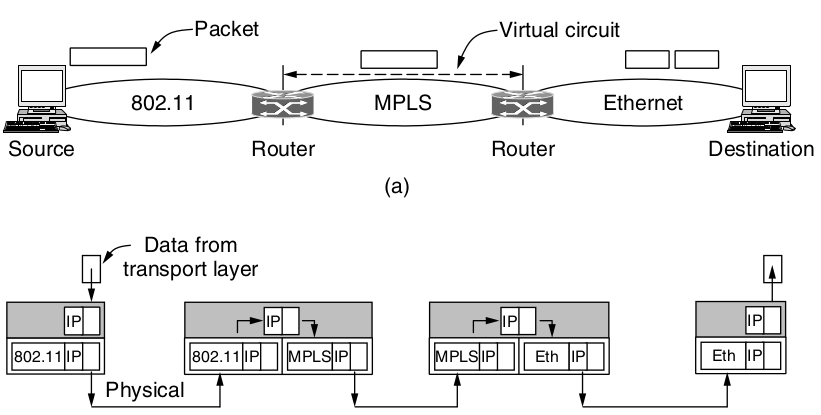 Packet
Virtual circuit
802.11
MPLS
Ethernet
Source
Router
Router
Destination
(a)
Data from
transport layer
IP
IP
IP
IP
802.11 IP
802.11 IP
MPLS IP
MPLS IP
Eth IP
Eth IP
Physical